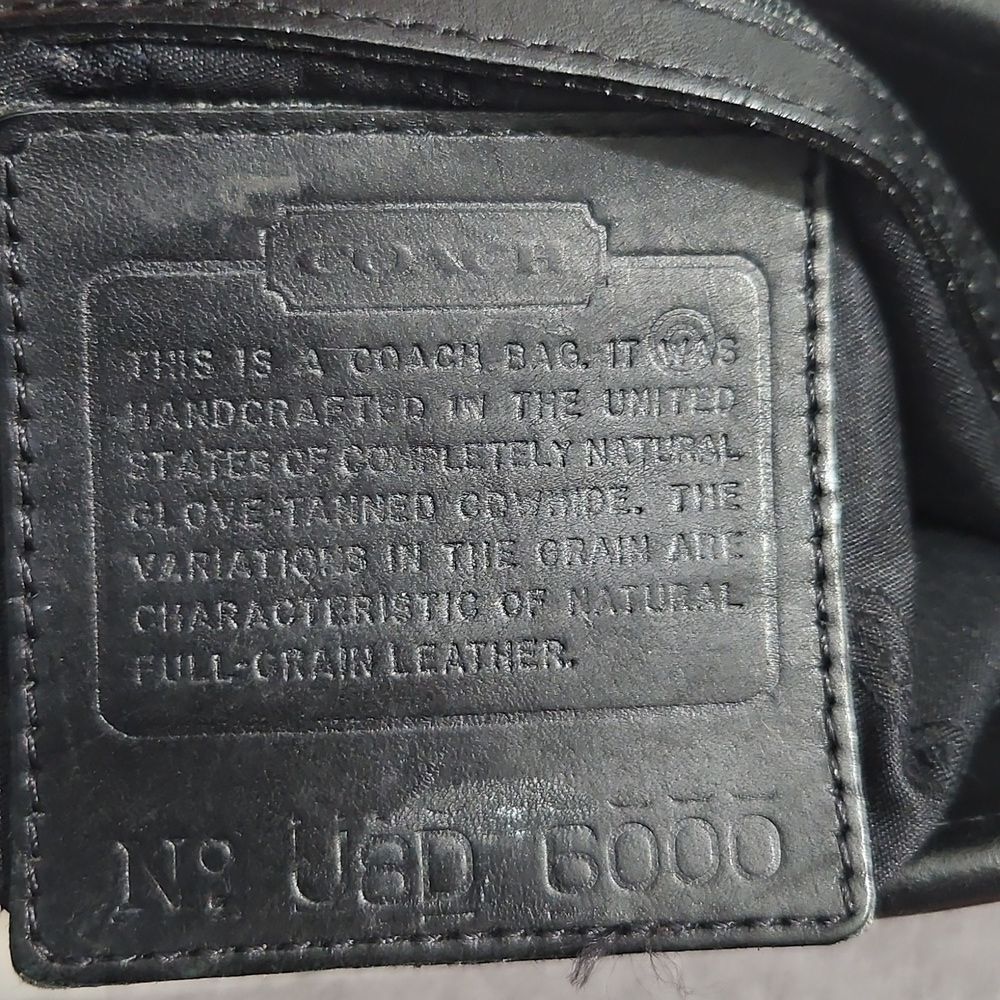 COACH
THIS IS A COACH BAG. IT WAS
HANDCRAFTED IN THE UNITED
STATES OF COMPLETELY NATURAL
GLOVE-TANNED COWHIDE. THE
VARIATIONS IN THE GRAIN ARE
CHARACTERISTIC OF NATURAL
FULL-GRAIN LEATHER.
No U6D 6000